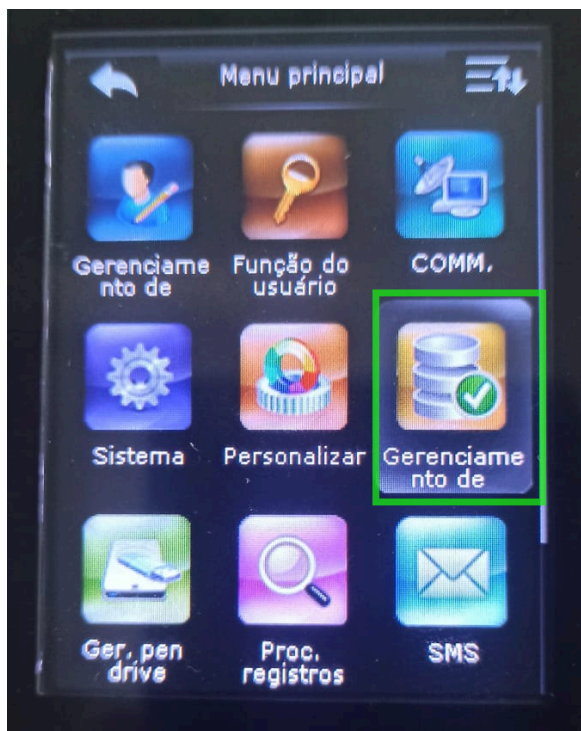 Menu principal
Gerenciame
nto de
Função do
usuário
COMM.
Sistema
Personalizar
Gerenciame
nto de
Ger. pen
drive
Proc.
registros
SMS